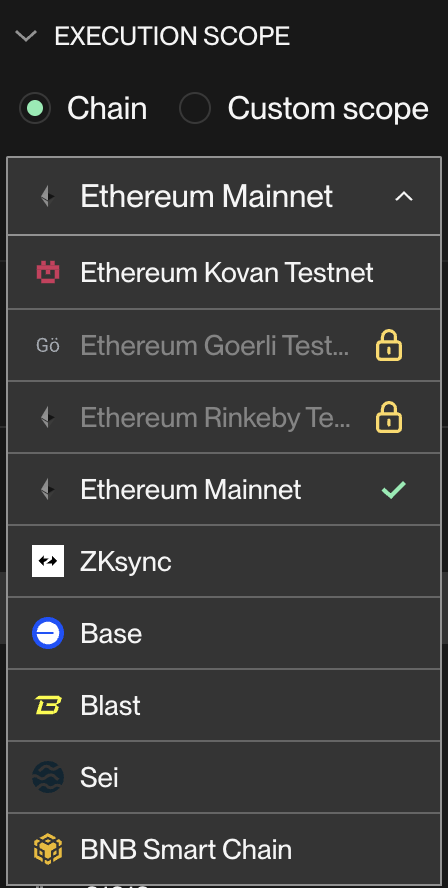 EXECUTION SCOPE
Chain Custom scope
Ethereum Mainnet
Ethereum Kovan Testnet
Gö Ethereum Goerli Test...
Ethereum Rinkeby Te...
Ethereum Mainnet
ZKsync
Base
Blast
Sei
BNB Smart Chain